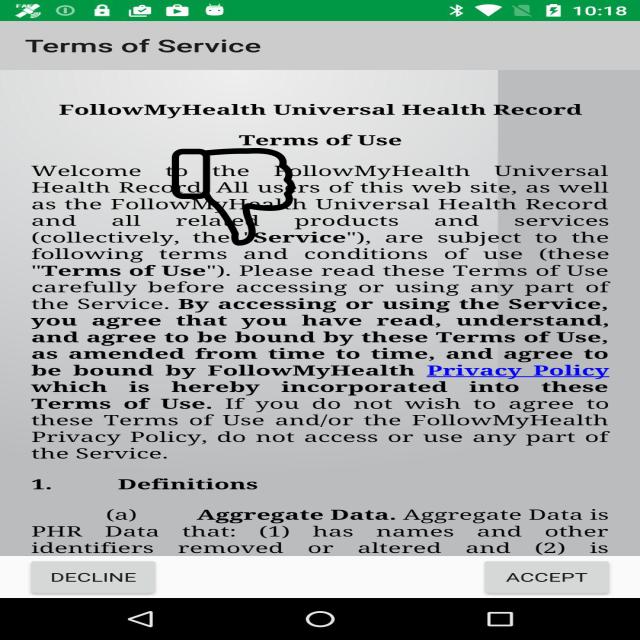 10:18
Terms of Service
FollowMyHealth Universal Health Record
Terms of Use
Welcome to the FollowMyHealth Universal
Health Record. All users of this web site, as well
as the FollowMyHealth Universal Health Record
and all related products and services
(collectively, the "Service"), are subject to the
following terms and conditions of use (these
"Terms of Use"). Please read these Terms of Use
carefully before accessing or using any part of
the Service. By accessing or using the Service,
you agree that you have read, understand,
and agree to be bound by these Terms of Use,
as amended from time to time, and agree to
be bound by FollowMyHealth Privacy Policy
which is hereby incorporated into these
Terms of Use. If you do not wish to agree to
these Terms of Use and/or the FollowMyHealth
Privacy Policy, do not access or use any part of
the Service.
1. Definitions
(a) Aggregate Data. Aggregate Data is
PHR Data that: (1) has names and other
identifiers removed or altered and (2) is
DECLINE ACCEPT